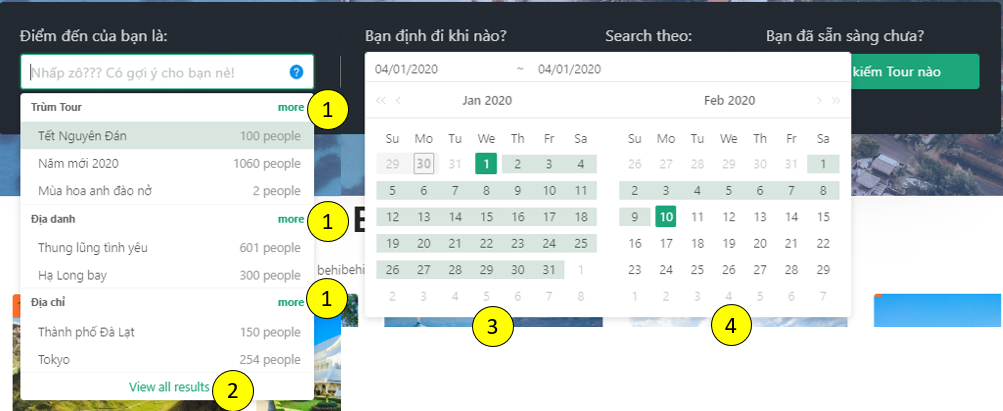 Điểm đến của bạn là:
Bạn định đi khi nào?
Search theo:
Bạn đã sẵn sàng chưa?
Nhấp zô??? Có gợi ý cho bạn nè!
?
04/01/2020 ~ 04/01/2020
kiếm Tour nào
Trùm Tour more 1
Tết Nguyên Đán 100 people
Năm mới 2020 1060 people
Mùa hoa anh đào nở 2 people
Địa danh more 1
Thung lũng tình yêu 601 people
Hạ Long bay 300 people
Địa chỉ more 1
Thành phố Đà Lạt 150 people
Tokyo 254 people
View all results 2
behibehi
« ‹ Jan 2020
Su Mo Tu We Th Fr Sa
29 30 31 1 2 3 4
5 6 7 8 9 10 11
12 13 14 15 16 17 18
19 20 21 22 23 24 25
26 27 28 29 30 31 1
2 3 4 5 6 7 8
3
Feb 2020 › »
Su Mo Tu We Th Fr Sa
26 27 28 29 30 31 1
2 3 4 5 6 7 8
9 10 11 12 13 14 15
16 17 18 19 20 21 22
23 24 25 26 27 28 29
1 2 3 4 5 6 7
4